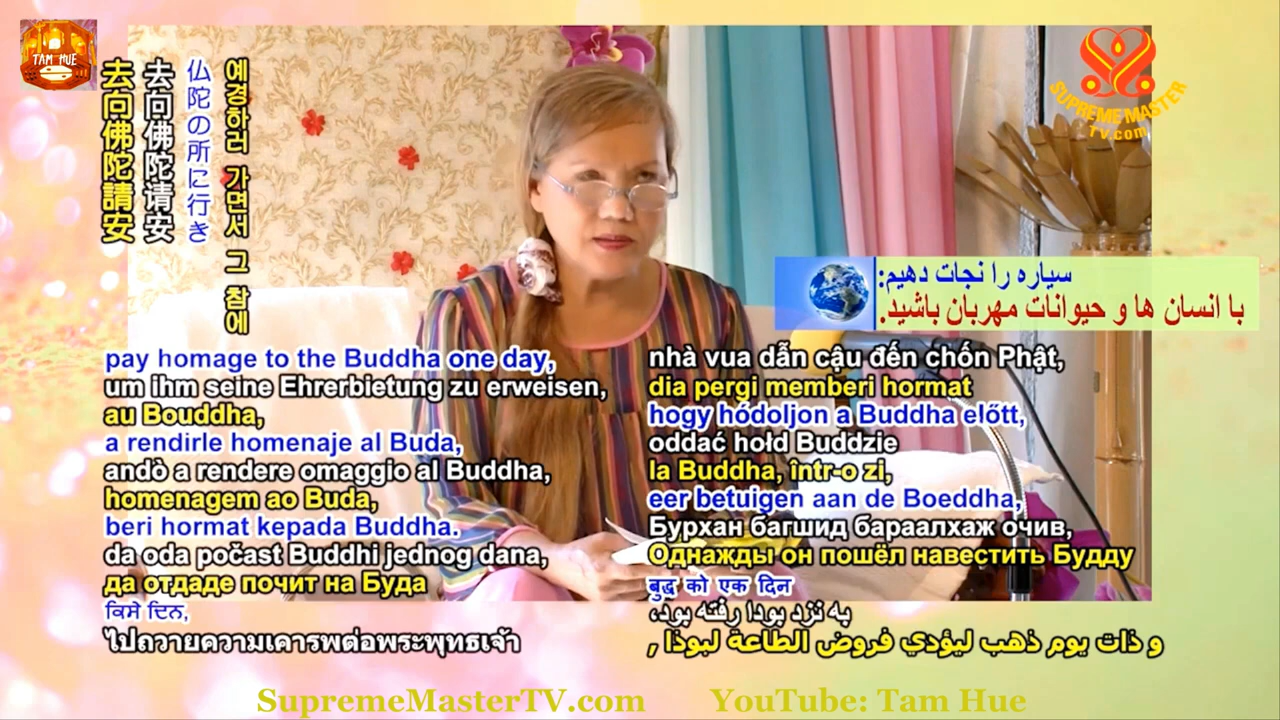 TAM HUE
去向佛陀請安
去向佛陀请安
仏陀の所に行き
예경하러 가면서 그 참에
SUPREME MASTER
TV.com
سیاره را نجات دهیم:
با انسان ها و حیوانات مهربان باشید.
pay homage to the Buddha one day,
um ihm seine Ehrerbietung zu erweisen,
au Bouddha,
a rendirle homenaje al Buda,
andò a rendere omaggio al Buddha,
homenagem ao Buda,
beri hormat kepada Buddha.
da oda počast Buddhi jednog dana,
да отдаде почит на Буда
ਕਿਸੇ ਦਿਨ,
ไปถวายความเคารพต่อพระพุทธเจ้า
nhà vua dẫn cậu đến chốn Phật,
dia pergi memberi hormat
hogy hódoljon a Buddha előtt,
oddać hołd Buddzie
la Buddha, într-o zi,
eer betuigen aan de Boeddha,
Бурхан багшид бараалхаж очив,
Однажды он пошёл навестить Будду
बुद्ध को एक दिन
به نزد بودا رفته بود،
و ذات يوم ذهب ليؤدي فروض الطاعة لبوذا ,
SupremeMasterTV.com
YouTube: Tam Hue